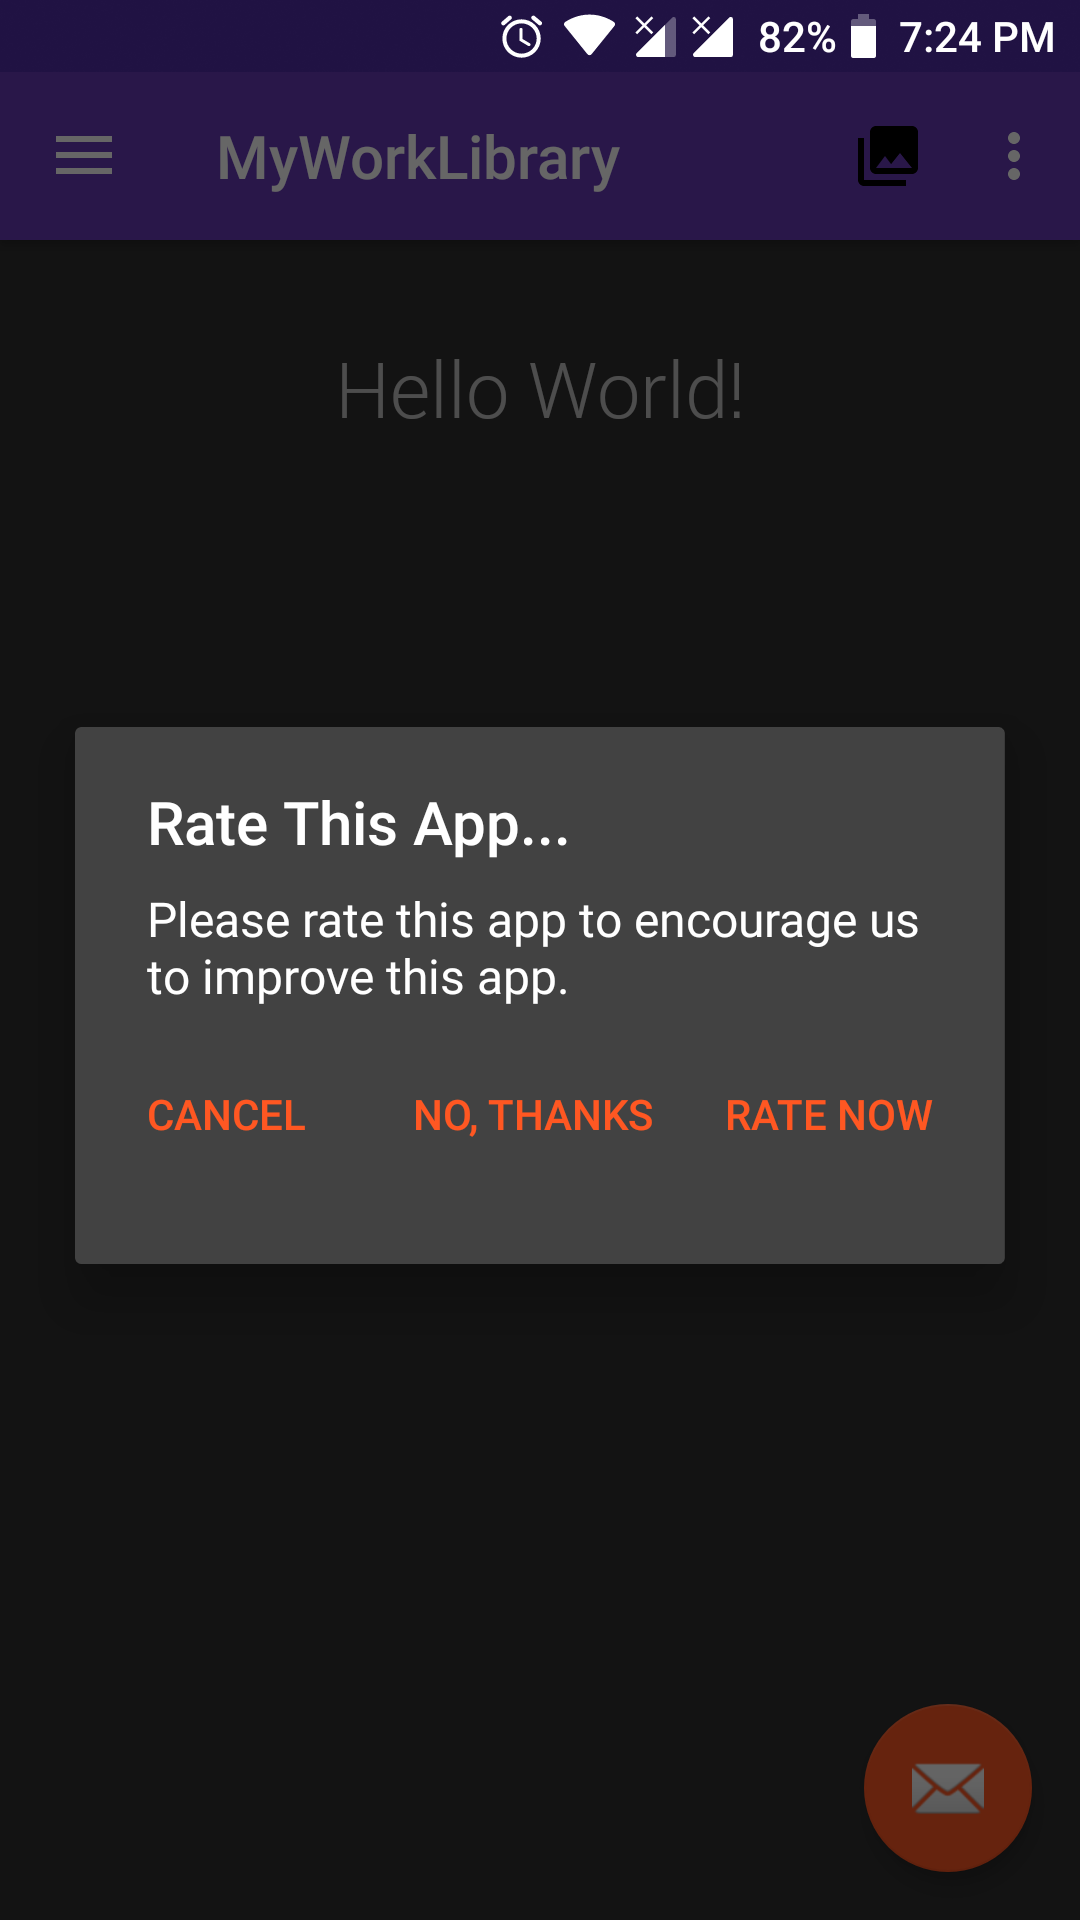 82% 7:24 PM
MyWorkLibrary
Hello World!
Rate This App...
Please rate this app to encourage us
to improve this app.
CANCEL NO, THANKS RATE NOW